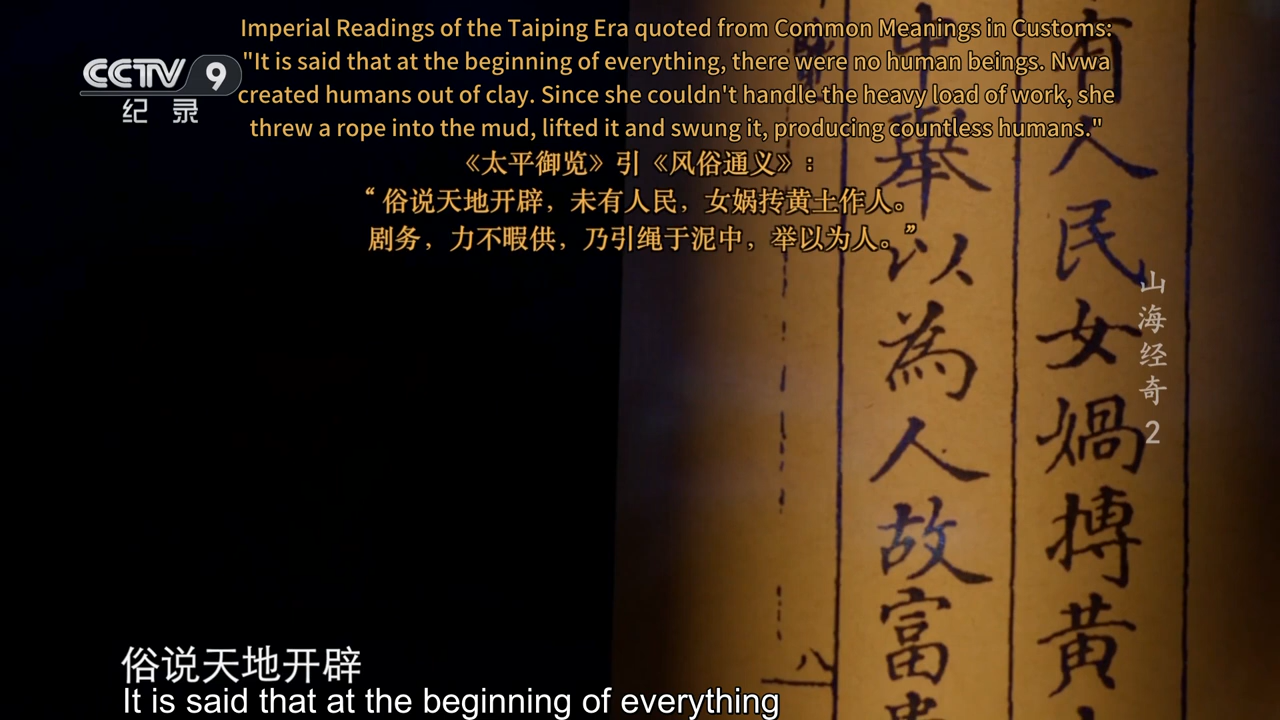 Imperial Readings of the Taiping Era quoted from Common Meanings in Customs:
"It is said that at the beginning of everything, there were no human beings. Nvwa
created humans out of clay. Since she couldn't handle the heavy load of work, she
threw a rope into the mud, lifted it and swung it, producing countless humans."
《太平御览》引《风俗通义》：
“俗说天地开辟，未有人民，女娲抟黄土作人。
剧务，力不暇供，乃引绳于泥中，举以为人。”
CCTV 9
纪录
有人民女媧摶黄
中舉以為人故富
八
山海经奇2
俗说天地开辟
It is said that at the beginning of everything